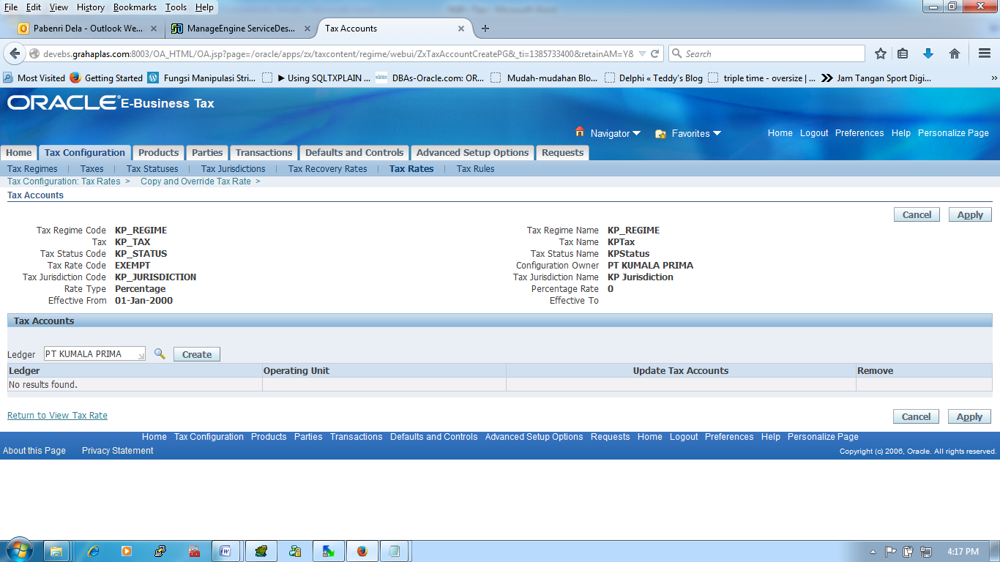 File Edit View History Bookmarks Tools Help
Pabenri Dela - Outlook We... ManageEngine ServiceDes... Tax Accounts
devebs.grahaplas.com:8003/OA_HTML/OA.jsp?page=/oracle/apps/zx/taxcontent/regime/webui/ZxTaxAccountCreatePG&_ti=1385733400&retainAM=Y& Search
Most Visited Getting Started Fungsi Manipulasi Stri... Using SQLTXPLAIN ... DBAs-Oracle.com: OR... Mudah-mudahan Blo... Delphi « Teddy's Blog triple time - oversize | ... Jam Tangan Sport Digi... »
ORACLE® E-Business Tax
Navigator Favorites Home Logout Preferences Help Personalize Page
Home Tax Configuration Products Parties Transactions Defaults and Controls Advanced Setup Options Requests
Tax Regimes | Taxes | Tax Statuses | Tax Jurisdictions | Tax Recovery Rates | Tax Rates | Tax Rules
Tax Configuration: Tax Rates > Copy and Override Tax Rate >
Tax Accounts
Cancel Apply
Tax Regime Code KP_REGIME Tax Regime Name KP_REGIME
Tax KP_TAX Tax Name KPTax
Tax Status Code KP_STATUS Tax Status Name KPStatus
Tax Rate Code EXEMPT Configuration Owner PT KUMALA PRIMA
Tax Jurisdiction Code KP_JURISDICTION Tax Jurisdiction Name KP Jurisdiction
Rate Type Percentage Percentage Rate 0
Effective From 01-Jan-2000 Effective To
Tax Accounts
Ledger PT KUMALA PRIMA Create
Ledger Operating Unit Update Tax Accounts Remove
No results found.
Return to View Tax Rate Cancel Apply
Home Tax Configuration Products Parties Transactions Defaults and Controls Advanced Setup Options Requests Home Logout Preferences Help Personalize Page
About this Page Privacy Statement Copyright (c) 2006, Oracle. All rights reserved.
4:17 PM